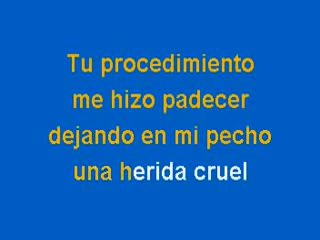 Tu procedimiento
me hizo padecer
dejando en mi pecho
una herida cruel